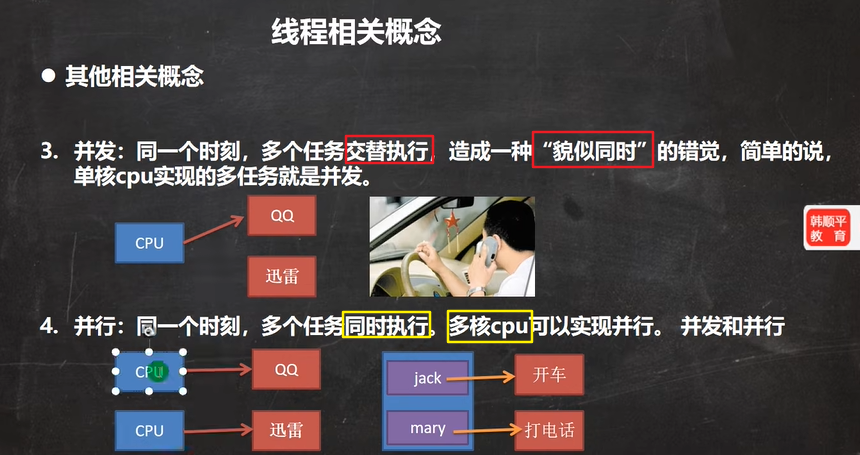 线程相关概念
● 其他相关概念
3. 并发：同一个时刻，多个任务交替执行，造成一种“貌似同时”的错觉，简单的说，
单核cpu实现的多任务就是并发。
CPU
QQ
迅雷
韩顺平
教 育
4. 并行：同一个时刻，多个任务同时执行。多核cpu可以实现并行。 并发和并行
CPU
QQ
jack
开车
CPU
迅雷
mary
打电话